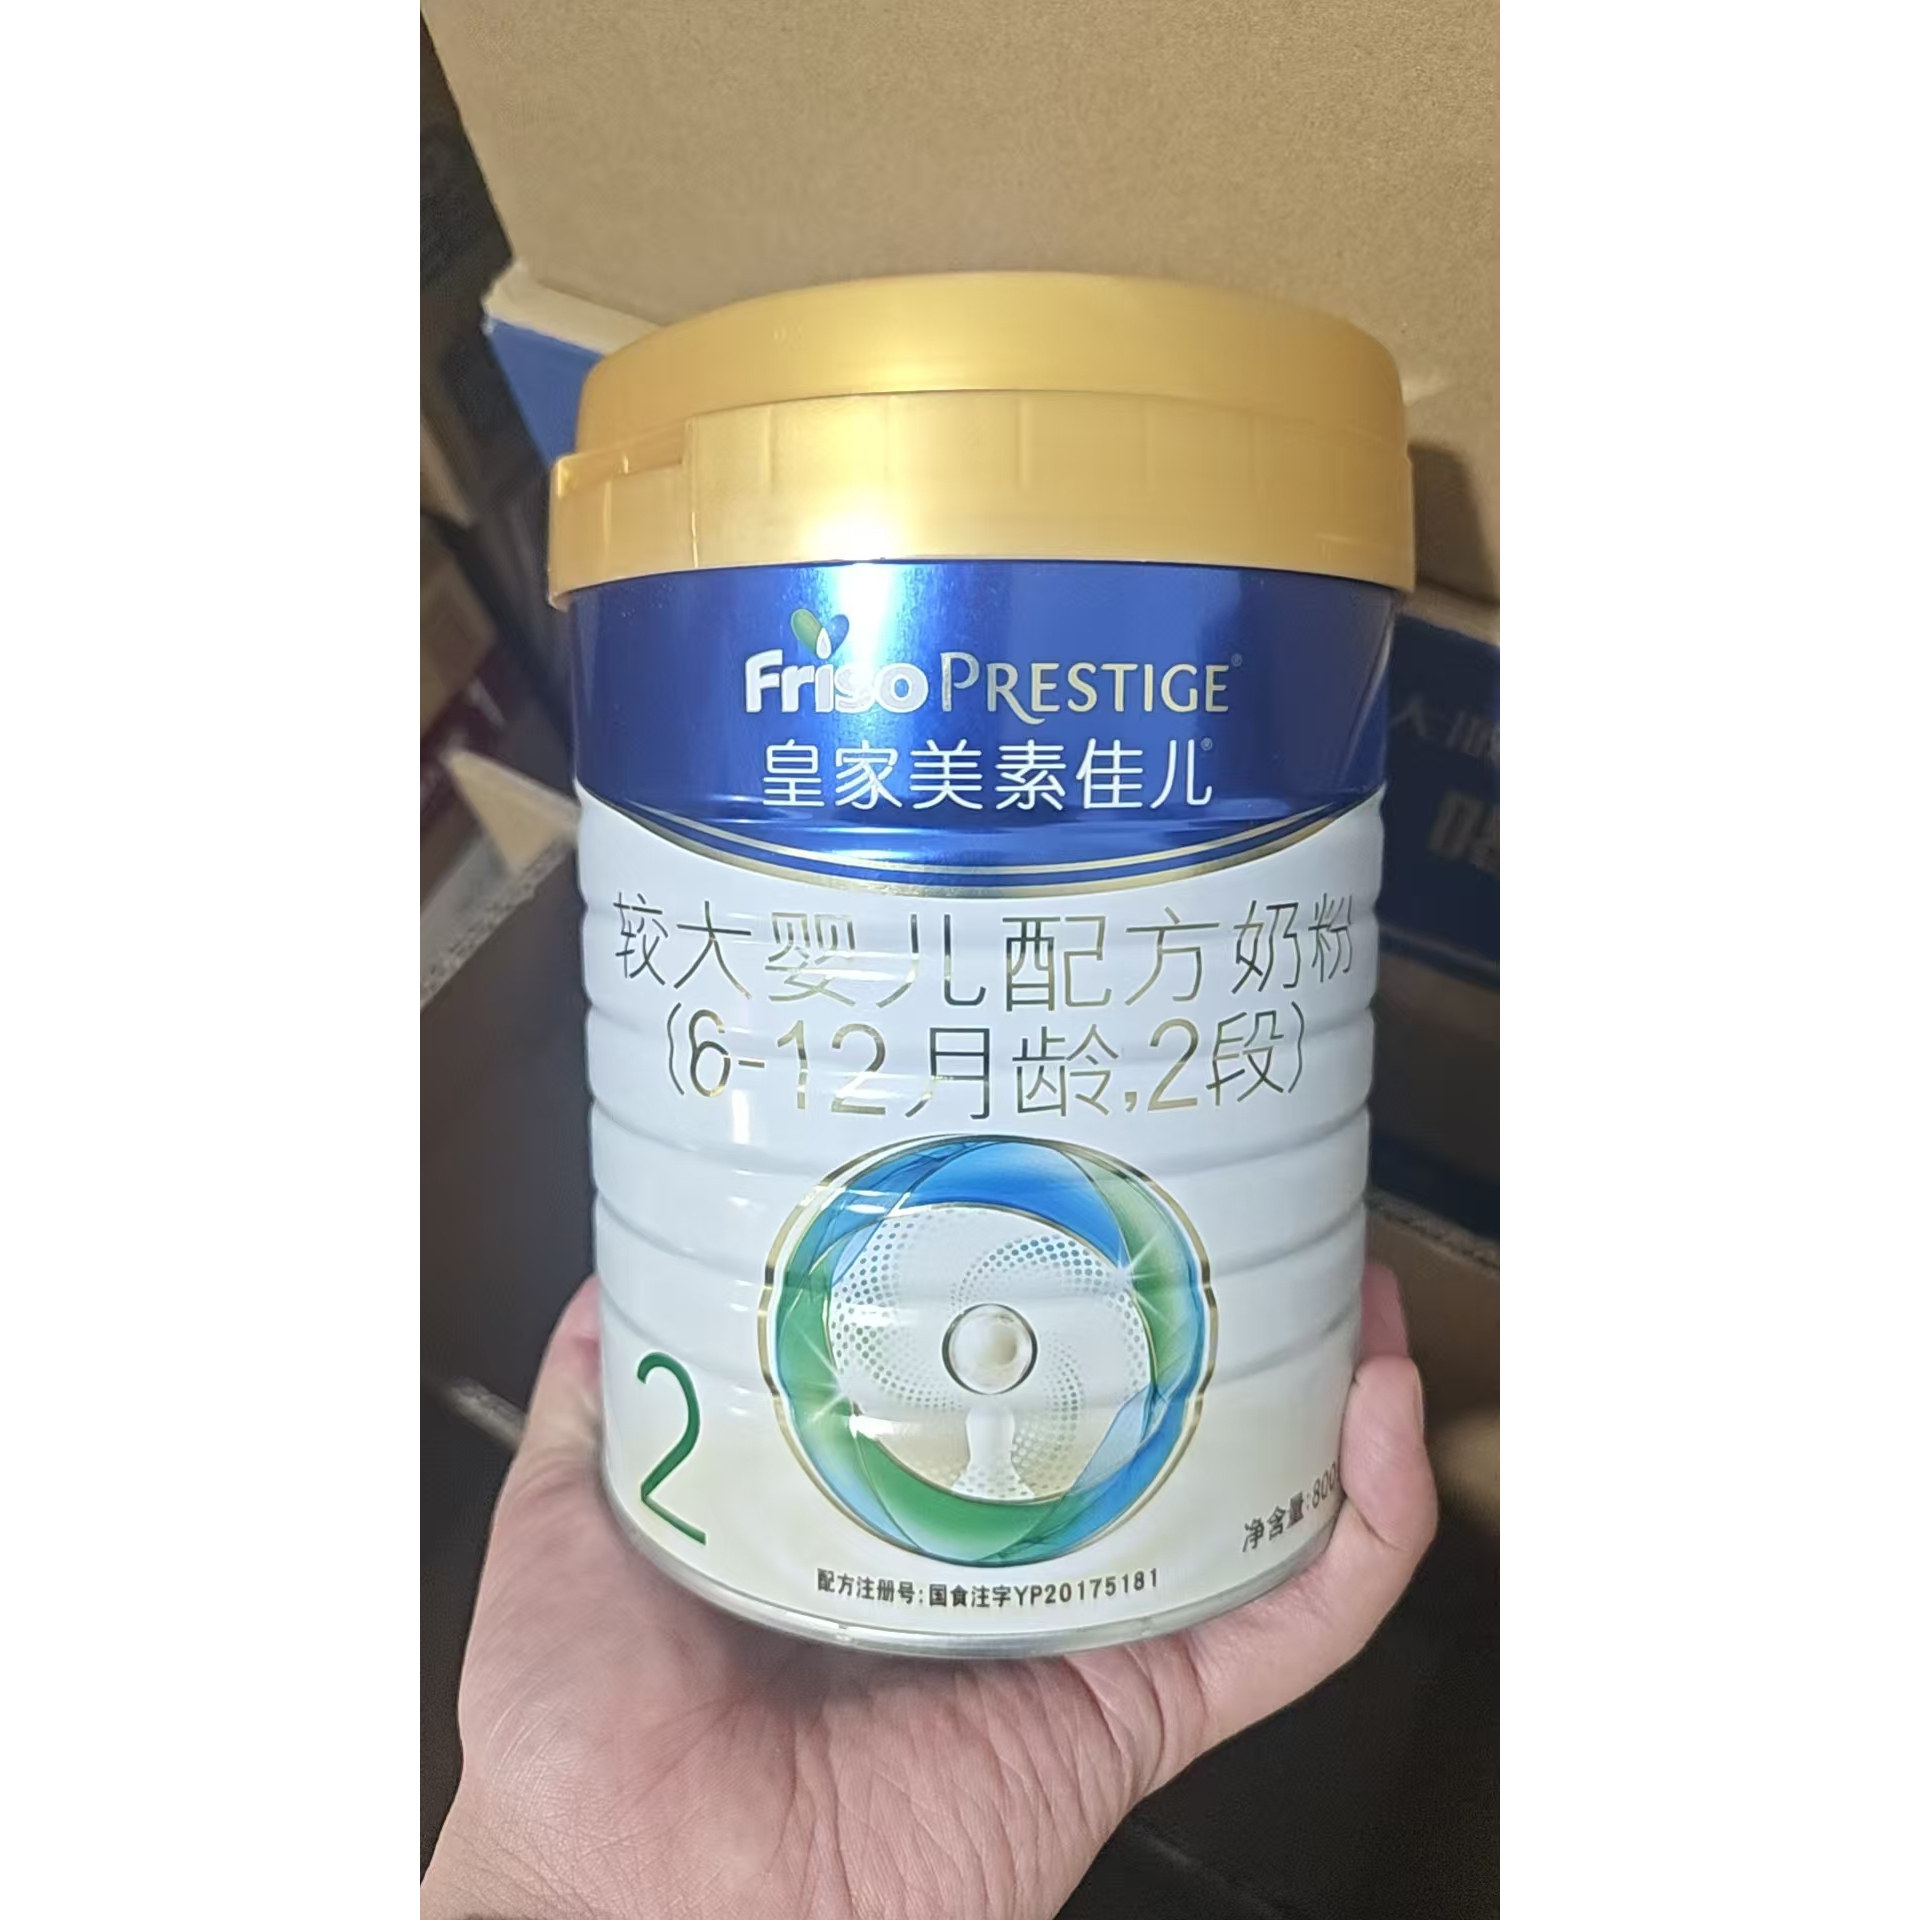 Friso PRESTIGE®
皇家美素佳儿®
较大婴儿配方奶粉
(6-12月龄,2段)
2
净含量:800
配方注册号:国食注字YP20175181